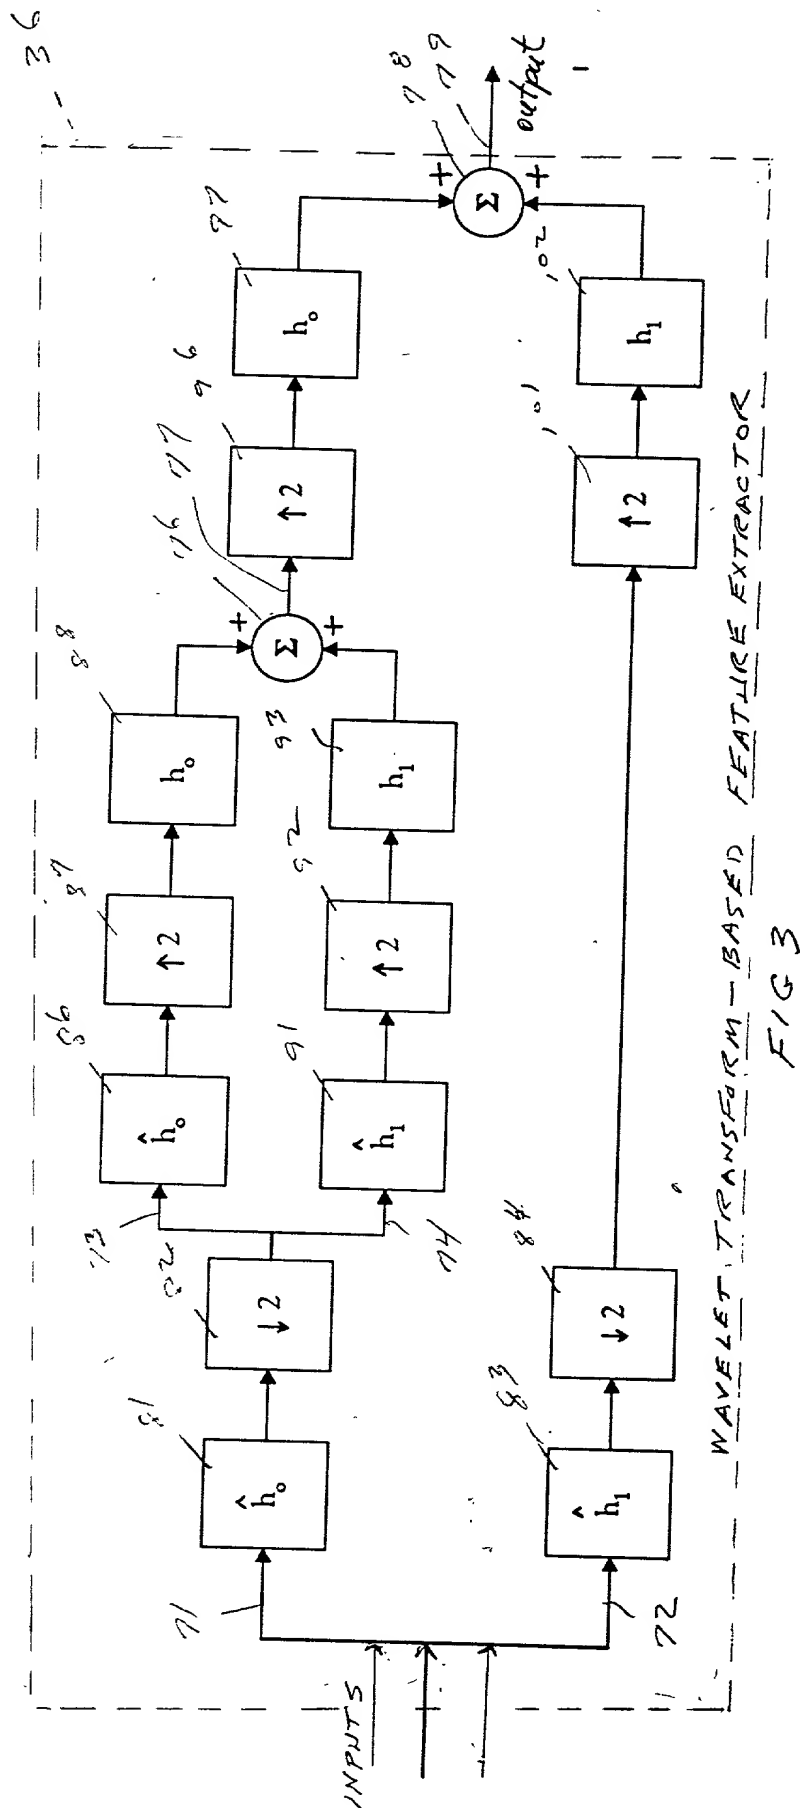 36
INPUTS
71
72
81
ĥ₀
82
↓2
73
74
86
ĥ₀
87
↑2
88
h₀
91
ĥ₁
92
↑2
93
h₁
76
77
Σ
+
+
96
↑2
97
h₀
83
ĥ₁
84
↓2
101
↑2
102
h₁
78
79
Σ
+
+
output
WAVELET TRANSFORM-BASED FEATURE EXTRACTOR
FIG 3